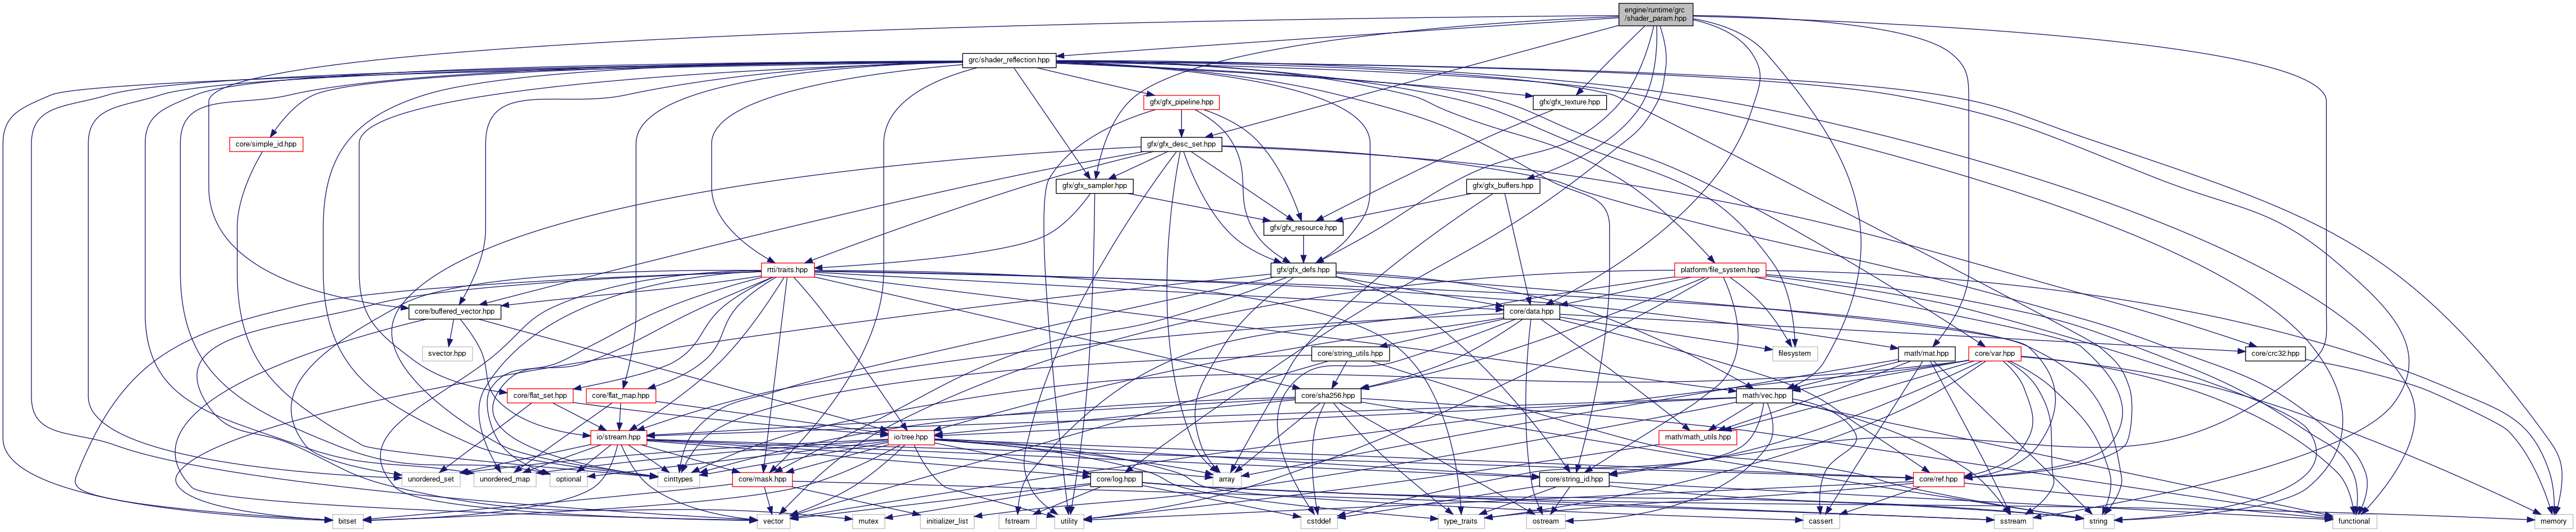 engine/runtime/grc
/shader_param.hpp
grc/shader_reflection.hpp
gfx/gfx_pipeline.hpp
gfx/gfx_texture.hpp
core/simple_id.hpp
gfx/gfx_desc_set.hpp
gfx/gfx_sampler.hpp
gfx/gfx_buffers.hpp
gfx/gfx_resource.hpp
rtti/traits.hpp
gfx/gfx_defs.hpp
platform/file_system.hpp
core/buffered_vector.hpp
core/data.hpp
svector.hpp
core/string_utils.hpp
filesystem
math/mat.hpp
core/var.hpp
core/crc32.hpp
core/flat_set.hpp
core/flat_map.hpp
core/sha256.hpp
math/vec.hpp
io/stream.hpp
io/tree.hpp
math/math_utils.hpp
unordered_set
unordered_map
optional
cinttypes
core/mask.hpp
core/log.hpp
array
core/string_id.hpp
core/ref.hpp
bitset
vector
mutex
initializer_list
fstream
utility
cstddef
type_traits
ostream
cassert
sstream
string
functional
memory